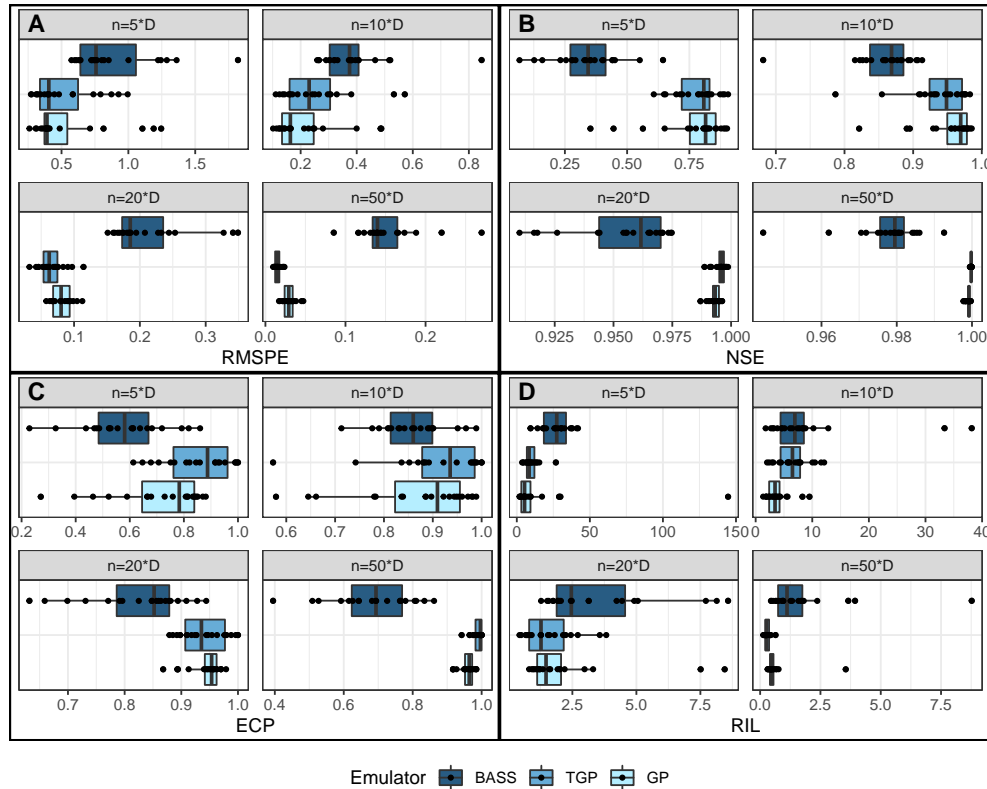 A
n=5*D
n=10*D
0.5 1.0 1.5
0.2 0.4 0.6 0.8
n=20*D
n=50*D
0.1 0.2 0.3
0.0 0.1 0.2
RMSPE
B
n=5*D
n=10*D
0.25 0.50 0.75
0.7 0.8 0.9 1.0
n=20*D
n=50*D
0.925 0.950 0.975 1.000
0.96 0.98 1.00
NSE
C
n=5*D
n=10*D
0.2 0.4 0.6 0.8 1.0
0.6 0.7 0.8 0.9 1.0
n=20*D
n=50*D
0.7 0.8 0.9 1.0
0.4 0.6 0.8 1.0
ECP
D
n=5*D
n=10*D
0 50 100 150
0 10 20 30 40
n=20*D
n=50*D
2.5 5.0 7.5
0.0 2.5 5.0 7.5
RIL
Emulator BASS TGP GP